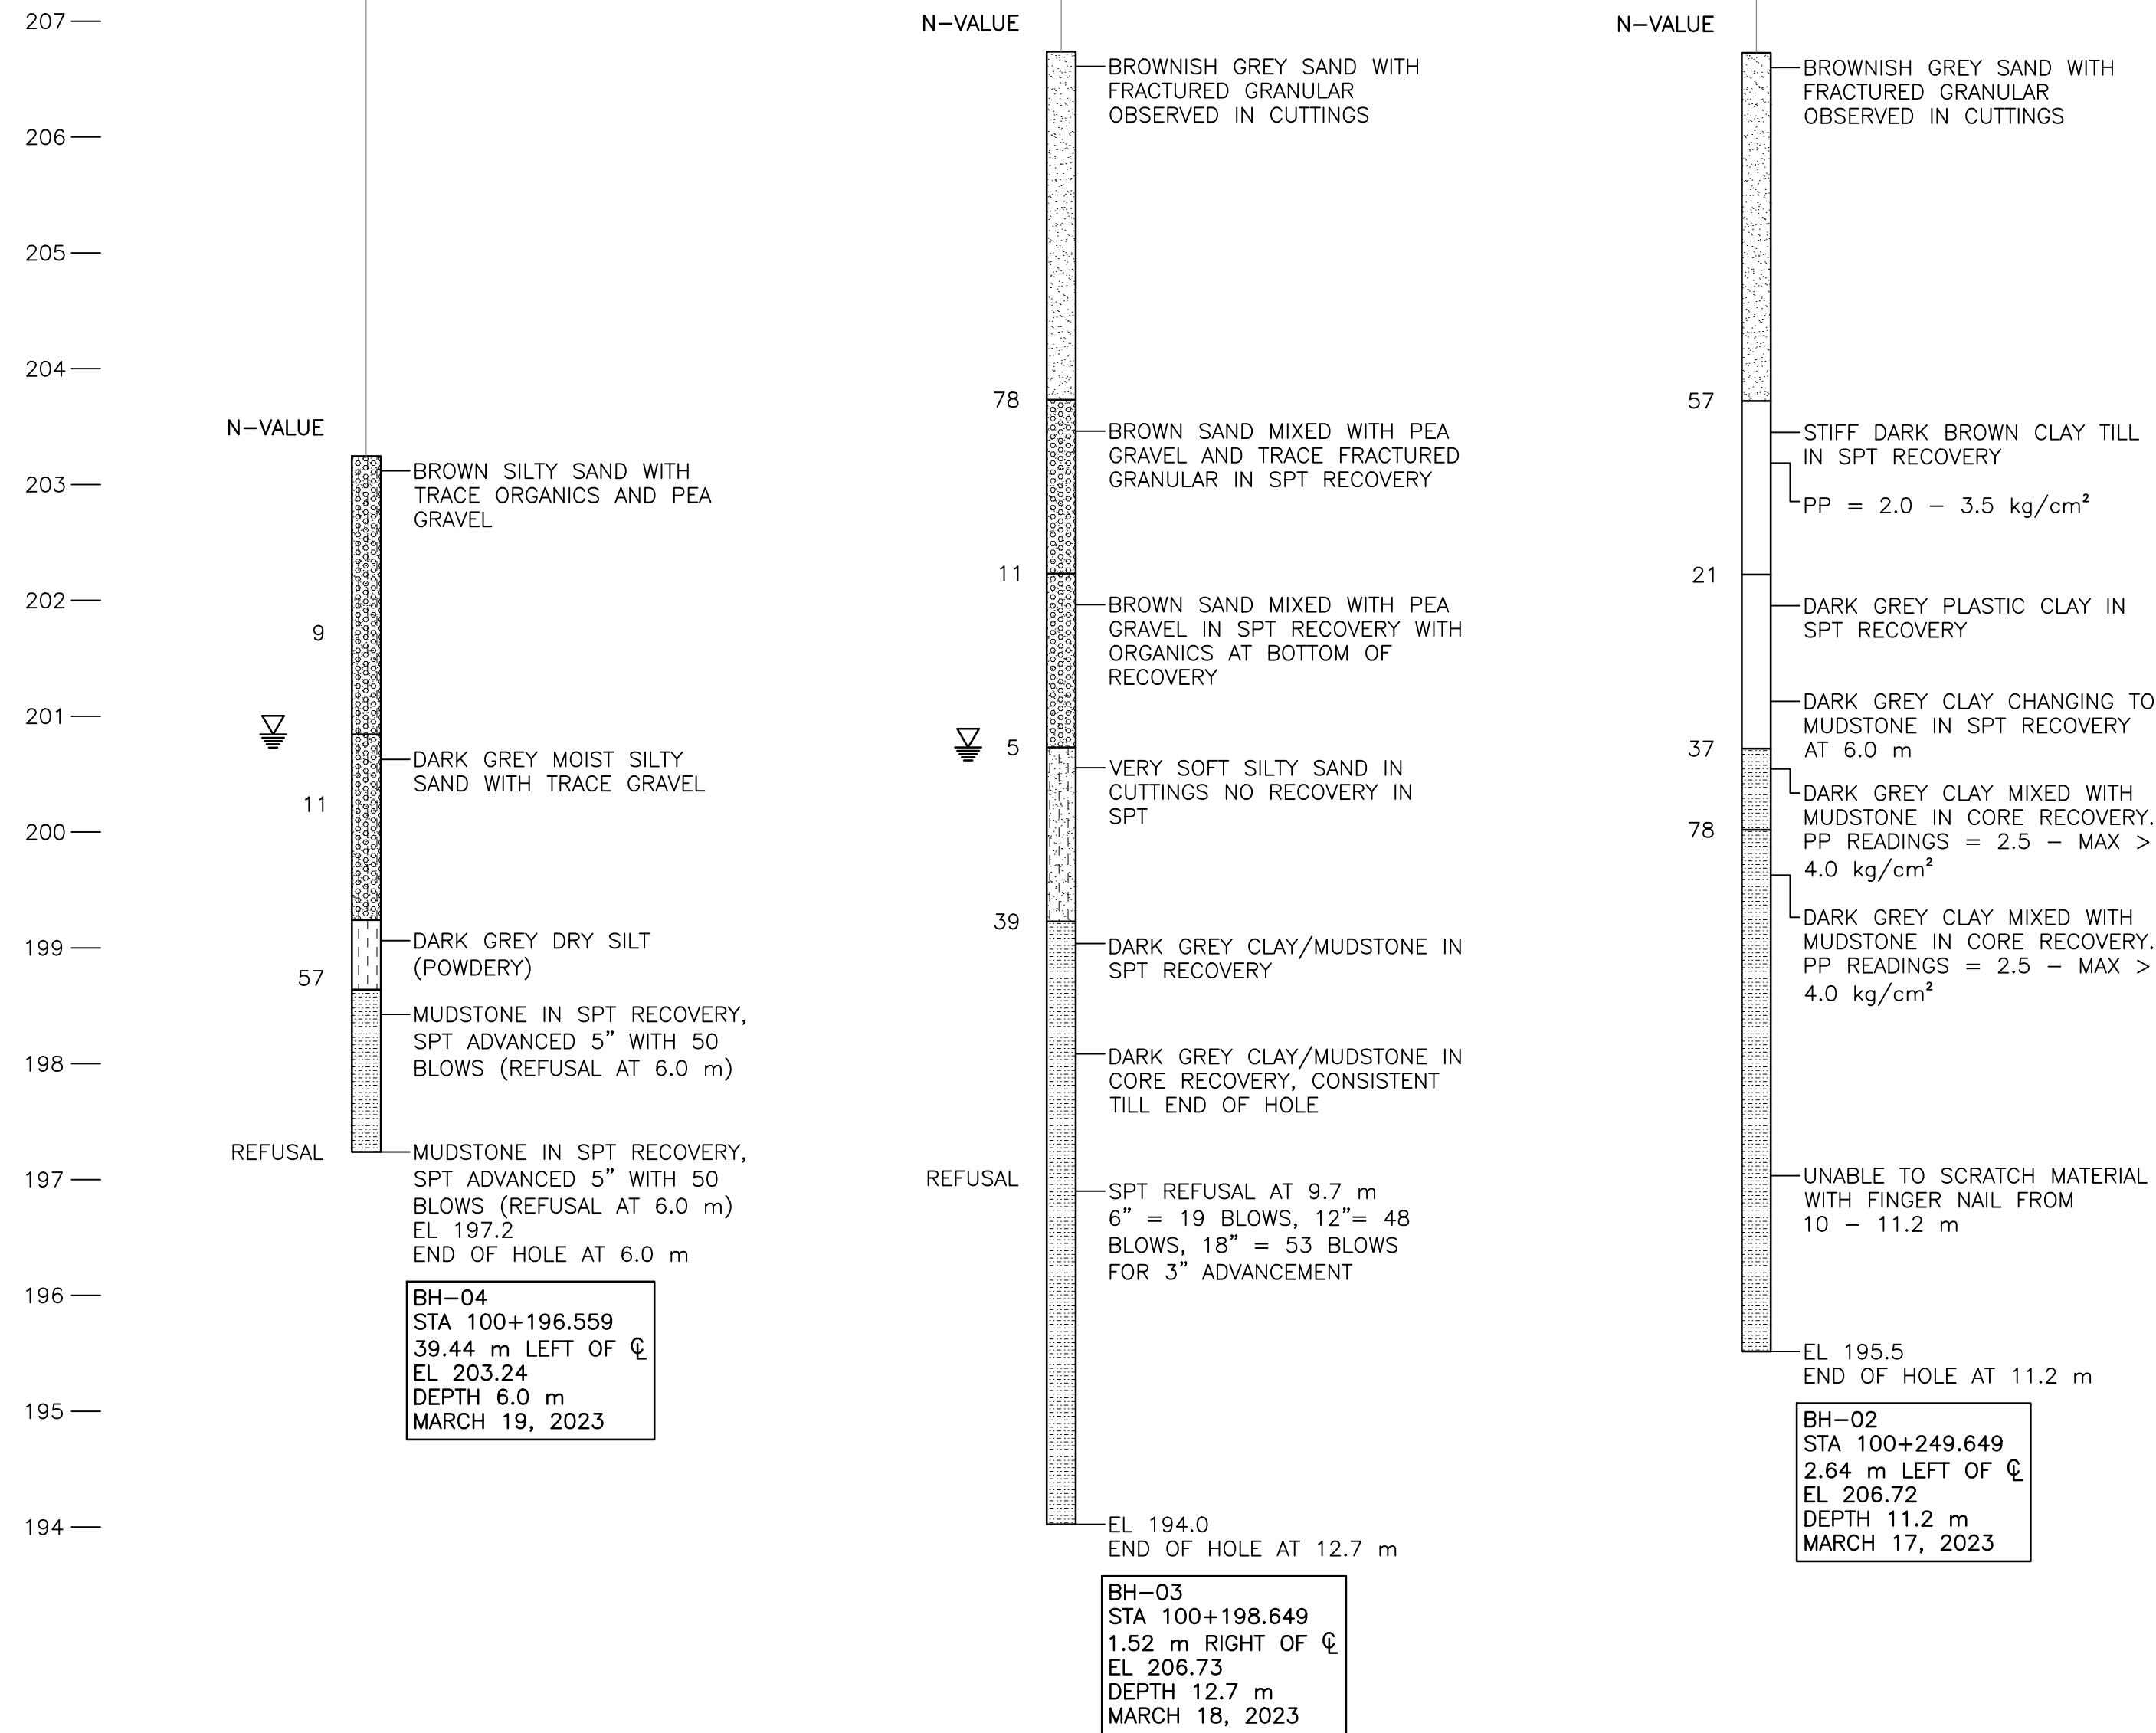 207
206
205
204
203
202
201
200
199
198
197
196
195
194
N-VALUE
9
11
57
REFUSAL
BROWN SILTY SAND WITH
TRACE ORGANICS AND PEA
GRAVEL
DARK GREY MOIST SILTY
SAND WITH TRACE GRAVEL
DARK GREY DRY SILT
(POWDERY)
MUDSTONE IN SPT RECOVERY,
SPT ADVANCED 5" WITH 50
BLOWS (REFUSAL AT 6.0 m)
MUDSTONE IN SPT RECOVERY,
SPT ADVANCED 5" WITH 50
BLOWS (REFUSAL AT 6.0 m)
EL 197.2
END OF HOLE AT 6.0 m
BH-04
STA 100+196.559
39.44 m LEFT OF ℄
EL 203.24
DEPTH 6.0 m
MARCH 19, 2023
N-VALUE
78
11
5
39
REFUSAL
BROWNISH GREY SAND WITH
FRACTURED GRANULAR
OBSERVED IN CUTTINGS
BROWN SAND MIXED WITH PEA
GRAVEL AND TRACE FRACTURED
GRANULAR IN SPT RECOVERY
BROWN SAND MIXED WITH PEA
GRAVEL IN SPT RECOVERY WITH
ORGANICS AT BOTTOM OF
RECOVERY
VERY SOFT SILTY SAND IN
CUTTINGS NO RECOVERY IN
SPT
DARK GREY CLAY/MUDSTONE IN
SPT RECOVERY
DARK GREY CLAY/MUDSTONE IN
CORE RECOVERY, CONSISTENT
TILL END OF HOLE
SPT REFUSAL AT 9.7 m
6" = 19 BLOWS, 12"= 48
BLOWS, 18" = 53 BLOWS
FOR 3" ADVANCEMENT
EL 194.0
END OF HOLE AT 12.7 m
BH-03
STA 100+198.649
1.52 m RIGHT OF ℄
EL 206.73
DEPTH 12.7 m
MARCH 18, 2023
N-VALUE
57
21
37
78
BROWNISH GREY SAND WITH
FRACTURED GRANULAR
OBSERVED IN CUTTINGS
STIFF DARK BROWN CLAY TILL
IN SPT RECOVERY
PP = 2.0 - 3.5 kg/cm²
DARK GREY PLASTIC CLAY IN
SPT RECOVERY
DARK GREY CLAY CHANGING TO
MUDSTONE IN SPT RECOVERY
AT 6.0 m
DARK GREY CLAY MIXED WITH
MUDSTONE IN CORE RECOVERY.
PP READINGS = 2.5 - MAX >
4.0 kg/cm²
DARK GREY CLAY MIXED WITH
MUDSTONE IN CORE RECOVERY.
PP READINGS = 2.5 - MAX >
4.0 kg/cm²
UNABLE TO SCRATCH MATERIAL
WITH FINGER NAIL FROM
10 - 11.2 m
EL 195.5
END OF HOLE AT 11.2 m
BH-02
STA 100+249.649
2.64 m LEFT OF ℄
EL 206.72
DEPTH 11.2 m
MARCH 17, 2023